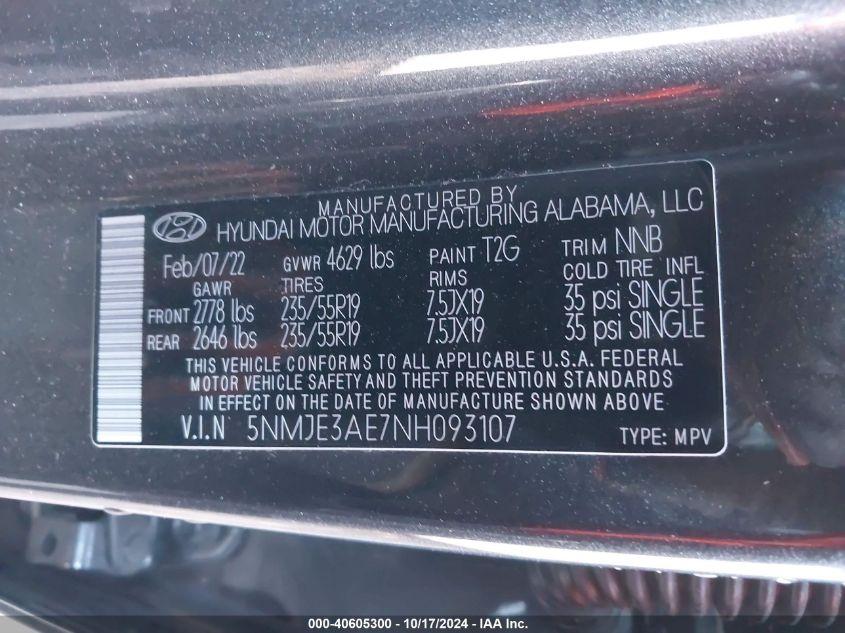 MANUFACTURED BY
HYUNDAI MOTOR MANUFACTURING ALABAMA, LLC
Feb/07/22 GVWR 4629 lbs PAINT T2G TRIM NNB
GAWR TIRES RIMS COLD TIRE INFL
FRONT 2778 lbs 235/55R19 7.5JX19 35 psi SINGLE
REAR 2646 lbs 235/55R19 7.5JX19 35 psi SINGLE
THIS VEHICLE CONFORMS TO ALL APPLICABLE U.S.A. FEDERAL
MOTOR VEHICLE SAFETY AND THEFT PREVENTION STANDARDS
IN EFFECT ON THE DATE OF MANUFACTURE SHOWN ABOVE
V.I.N 5NMJE3AE7NH093107 TYPE: MPV
000-40605300 - 10/17/2024 - IAA Inc.